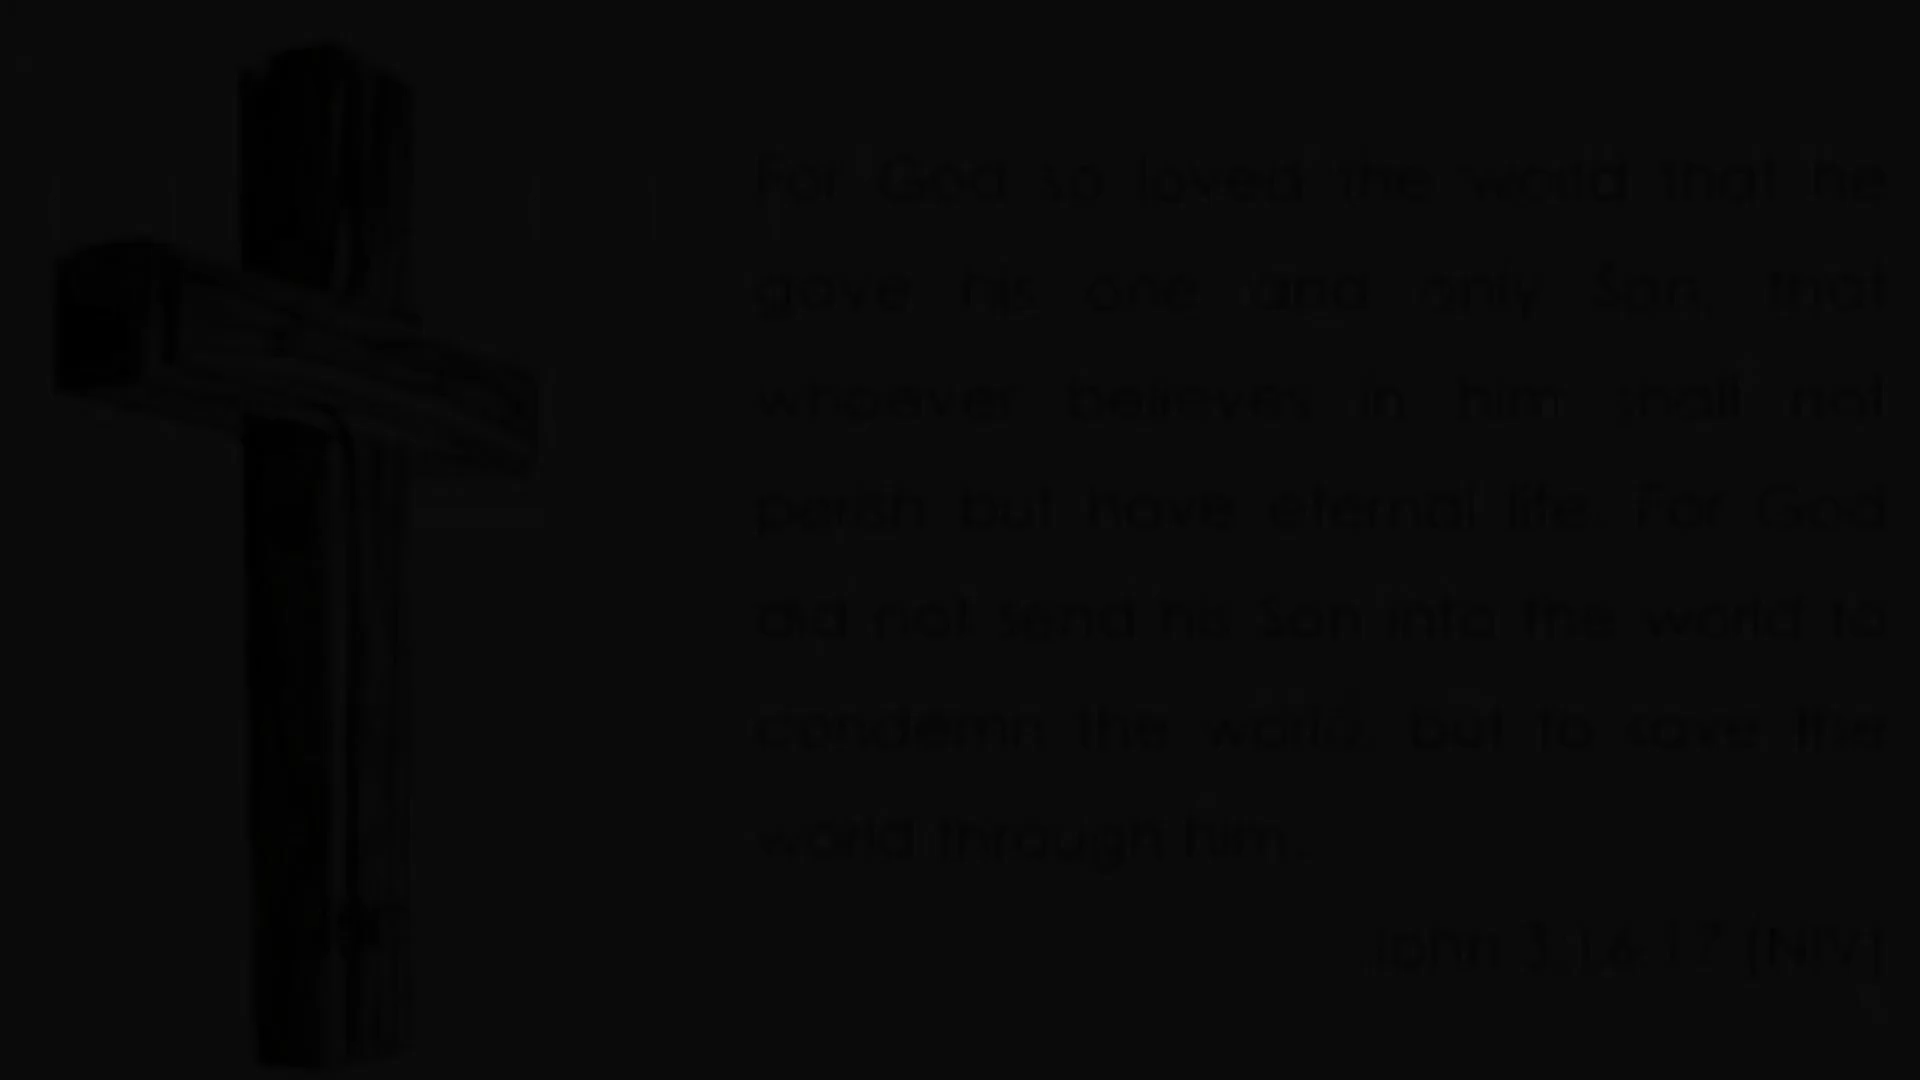 For God so loved the world that he
gave his one and only Son, that
whoever believes in him shall not
perish but have eternal life. For God
did not send his Son into the world to
condemn the world, but to save the
world through him.
John 3:16-17 (NIV)